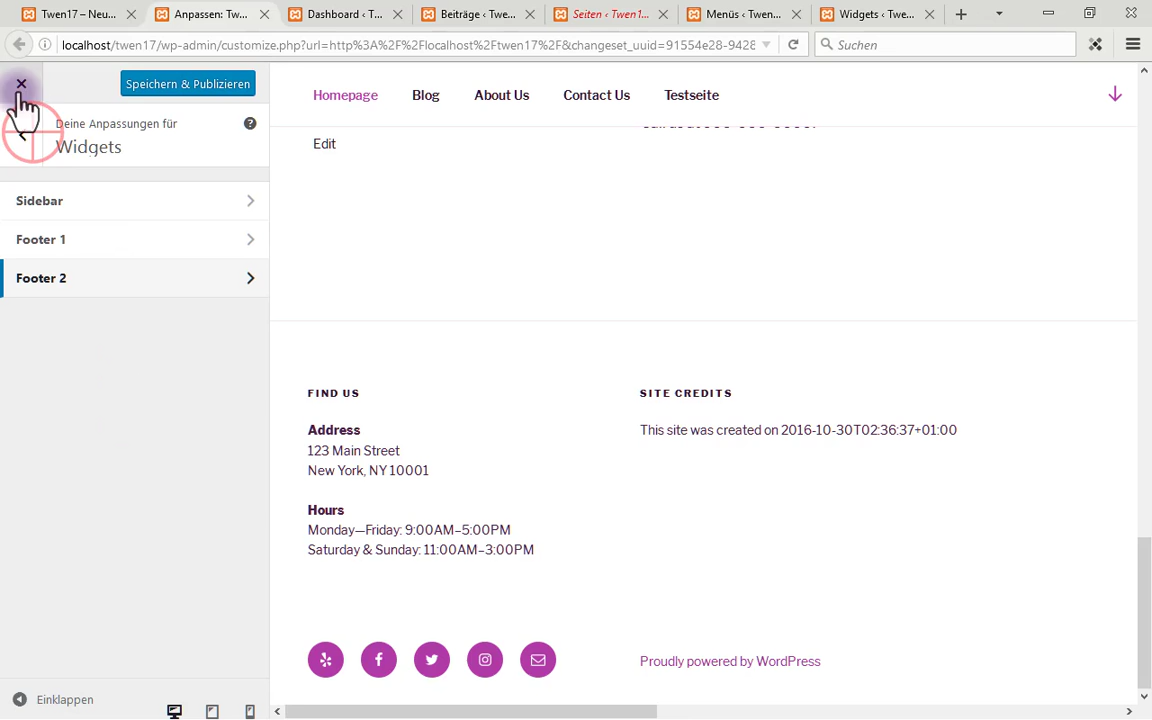 Twen17 – Neu...
Anpassen: Twe...
Dashboard ‹ T...
Beiträge ‹ Twe...
Seiten ‹ Twen1...
Menüs ‹ Twen...
Widgets ‹ Twe...
localhost/twen17/wp-admin/customize.php?url=http%3A%2F%2Flocalhost%2Ftwen17%2F&changeset_uuid=91554e28-9428
Suchen
Speichern & Publizieren
Homepage
Blog
About Us
Contact Us
Testseite
Deine Anpassungen für
Widgets
Edit
Sidebar
Footer 1
Footer 2
FIND US
Address
123 Main Street
New York, NY 10001
Hours
Monday—Friday: 9:00AM–5:00PM
Saturday & Sunday: 11:00AM–3:00PM
SITE CREDITS
This site was created on 2016-10-30T02:36:37+01:00
Proudly powered by WordPress
Einklappen